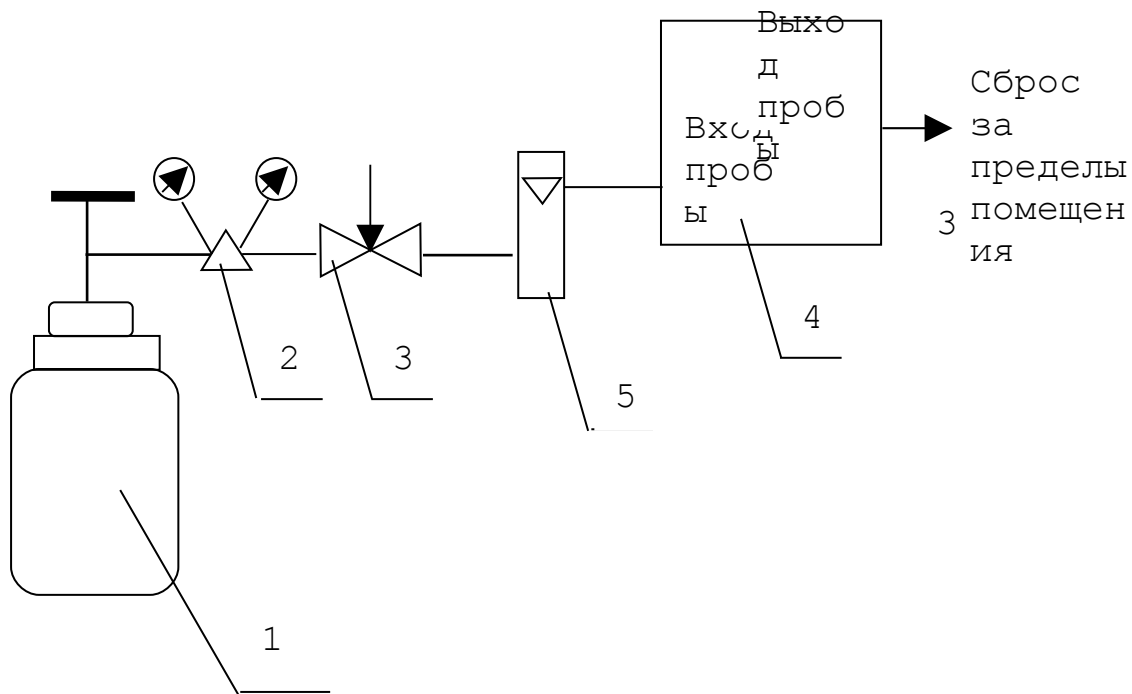 Выхо
д
проб
ы
Вход
проб
ы
Сброс
за
пределы
помещен
ия
3
4
2
3
5
1